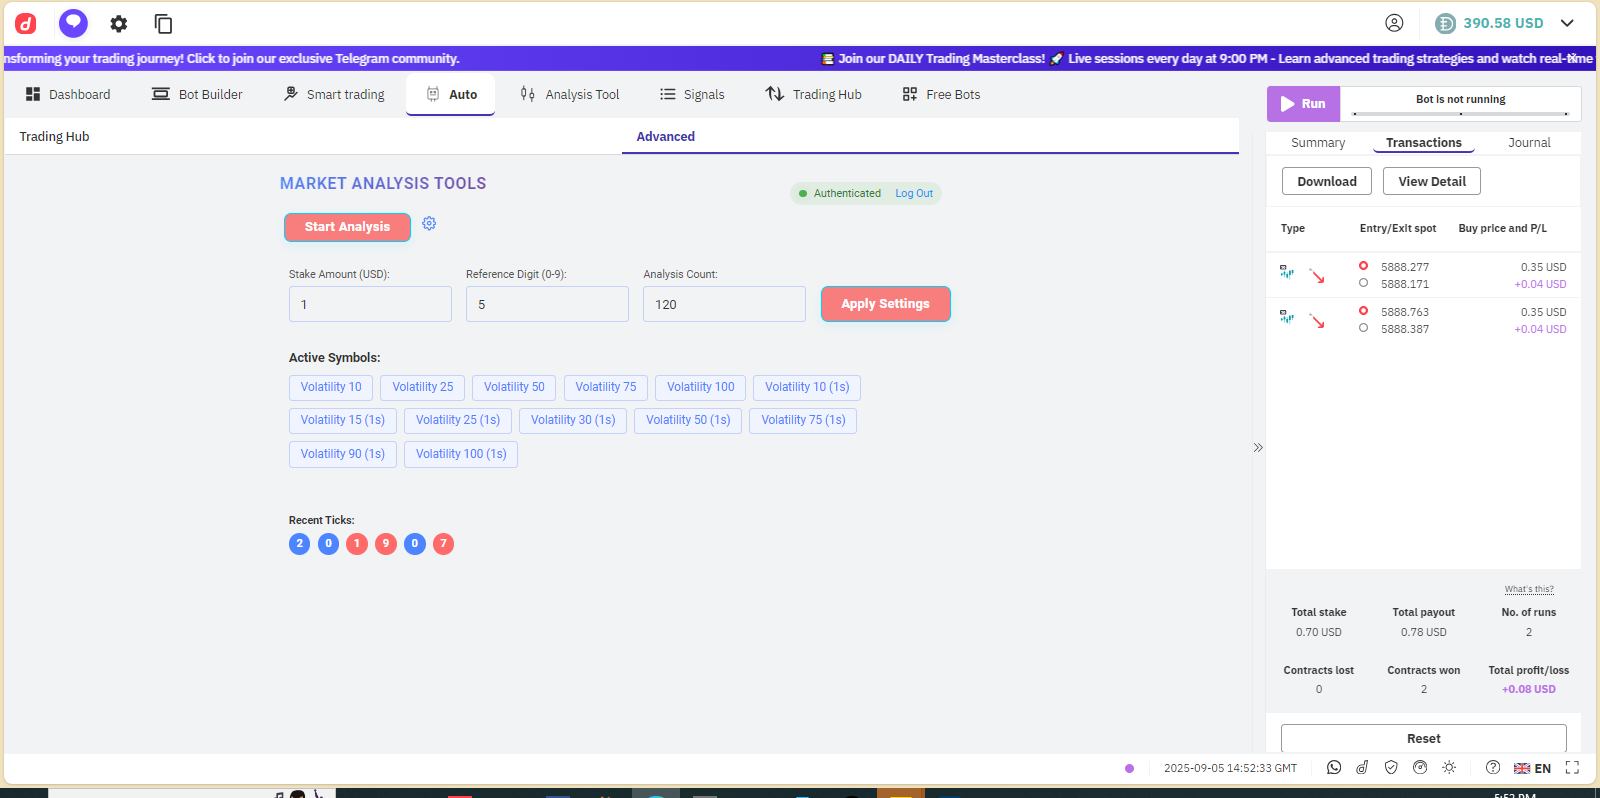 390.58 USD
nsforming your trading journey! Click to join our exclusive Telegram community.
Join our DAILY Trading Masterclass! 🚀 Live sessions every day at 9:00 PM - Learn advanced trading strategies and watch real-time
Dashboard
Bot Builder
Smart trading
Auto
Analysis Tool
Signals
Trading Hub
Free Bots
Run
Bot is not running
Trading Hub
Advanced
Summary
Transactions
Journal
MARKET ANALYSIS TOOLS
Authenticated
Log Out
Download
View Detail
Start Analysis
Type
Entry/Exit spot
Buy price and P/L
Stake Amount (USD):
Reference Digit (0-9):
Analysis Count:
1
5
120
Apply Settings
5888.277
0.35 USD
5888.171
+0.04 USD
5888.763
0.35 USD
5888.387
+0.04 USD
Active Symbols:
Volatility 10
Volatility 25
Volatility 50
Volatility 75
Volatility 100
Volatility 10 (1s)
Volatility 15 (1s)
Volatility 25 (1s)
Volatility 30 (1s)
Volatility 50 (1s)
Volatility 75 (1s)
Volatility 90 (1s)
Volatility 100 (1s)
Recent Ticks:
2 0 1 9 0 7
What's this?
Total stake
Total payout
No. of runs
0.70 USD
0.78 USD
2
Contracts lost
Contracts won
Total profit/loss
0
2
+0.08 USD
Reset
2025-09-05 14:52:33 GMT
EN
5:52 PM